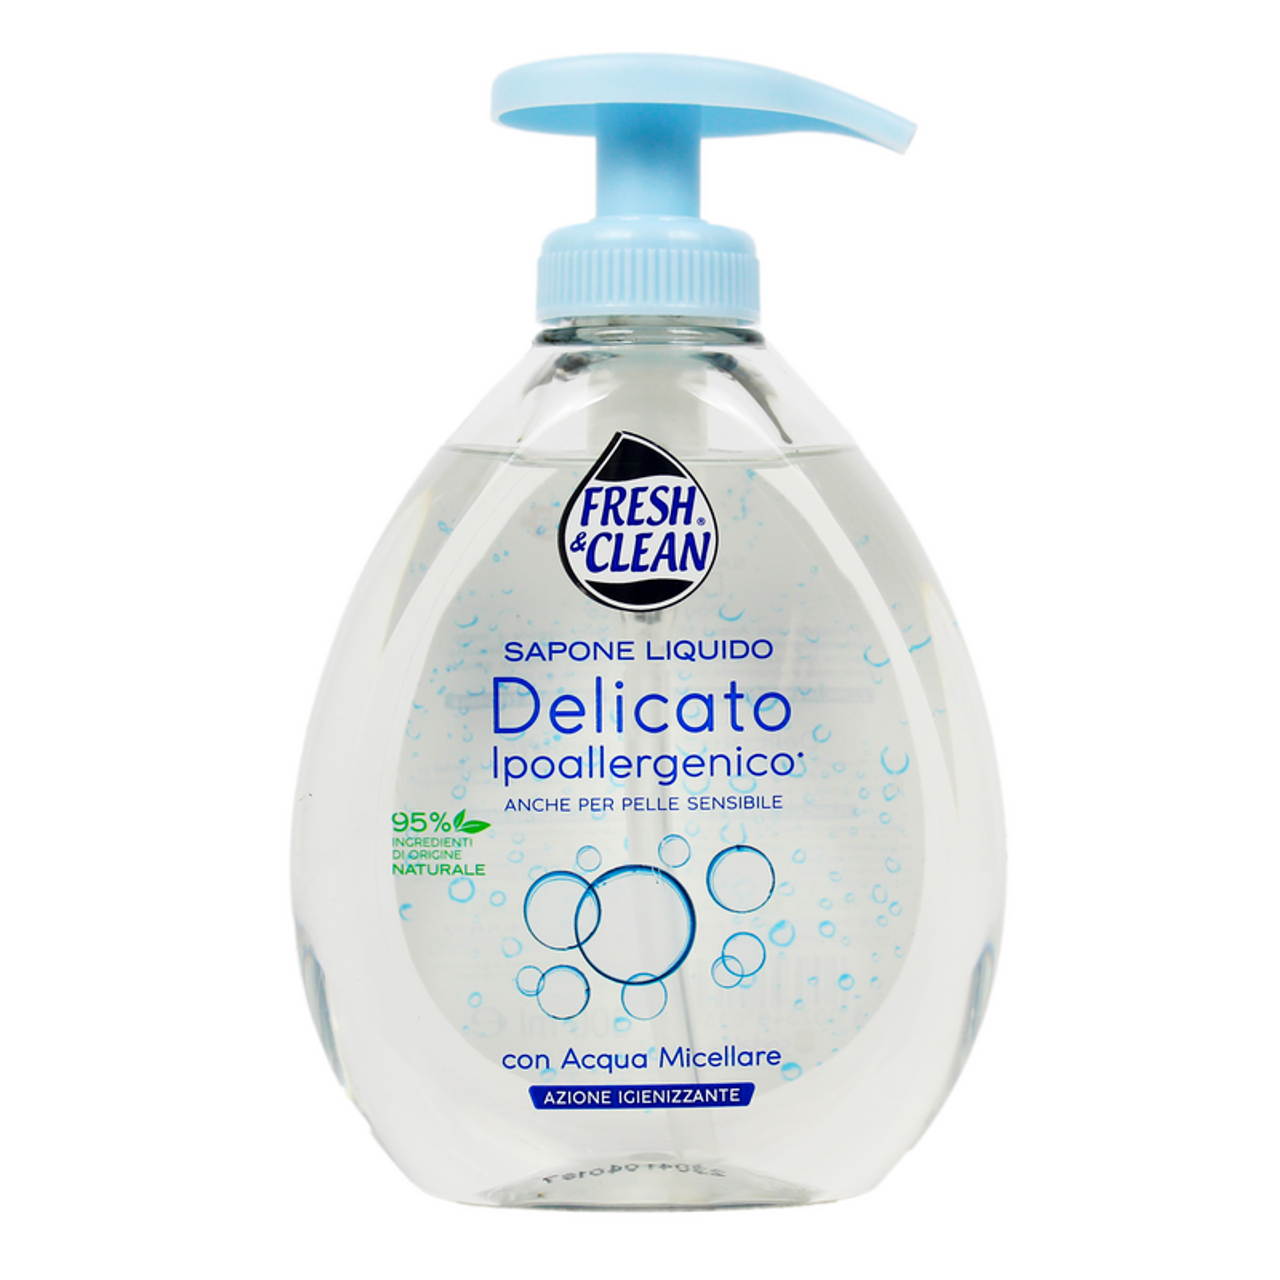 FRESH®
&CLEAN
SAPONE LIQUIDO
Delicato
Ipoallergenico•
ANCHE PER PELLE SENSIBILE
95%
INGREDIENTI
DI ORIGINE
NATURALE
con Acqua Micellare
AZIONE IGIENIZZANTE